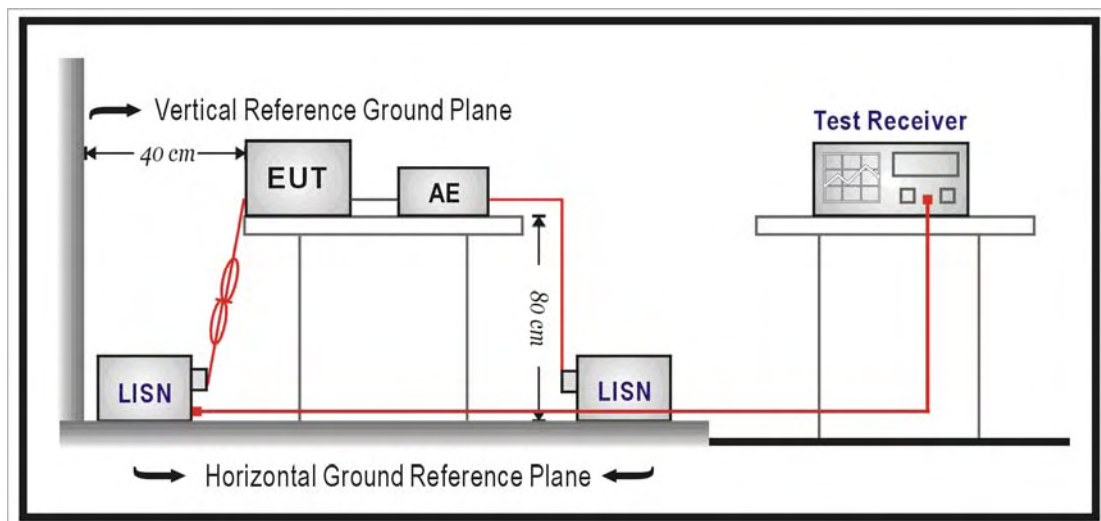 Vertical Reference Ground Plane
40 cm
EUT
AE
Test Receiver
80 cm
LISN
LISN
Horizontal Ground Reference Plane